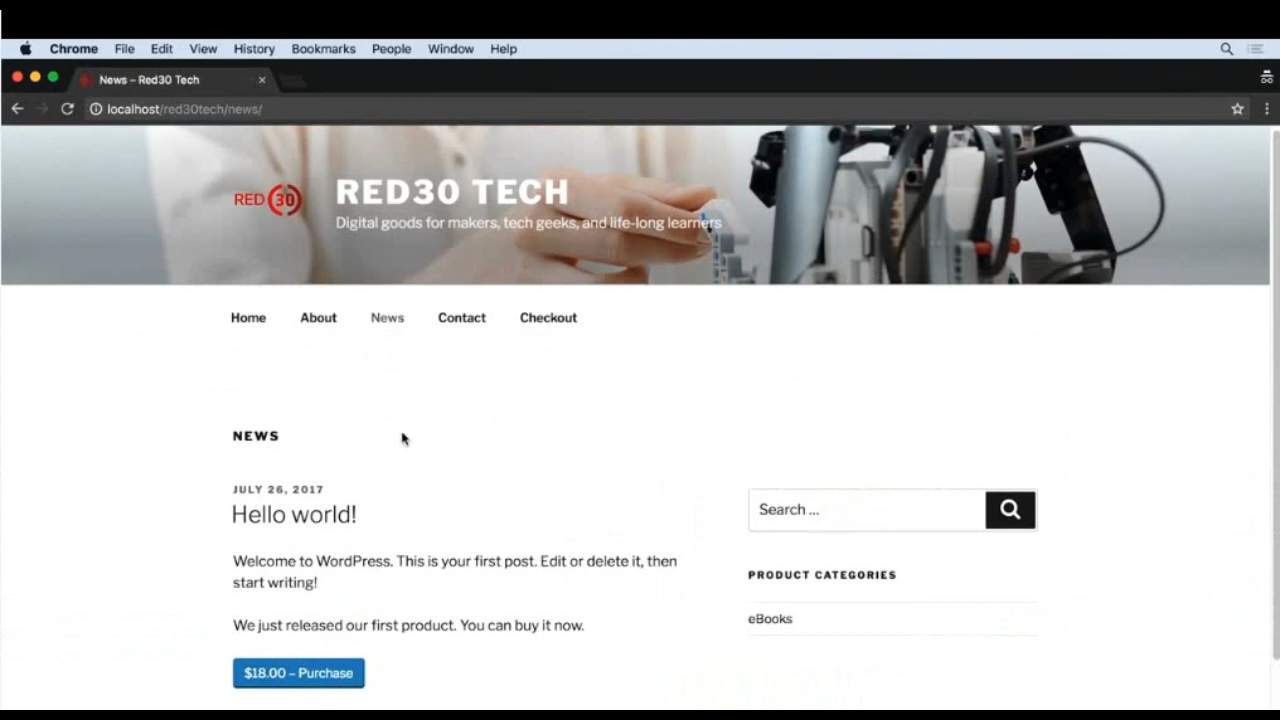 Chrome File Edit View History Bookmarks People Window Help
News – Red30 Tech
localhost/red30tech/news/
RED 30
RED30 TECH
Digital goods for makers, tech geeks, and life-long learners
Home About News Contact Checkout
NEWS
JULY 26, 2017
Hello world!
Welcome to WordPress. This is your first post. Edit or delete it, then
start writing!
We just released our first product. You can buy it now.
$18.00 – Purchase
Search ...
PRODUCT CATEGORIES
eBooks